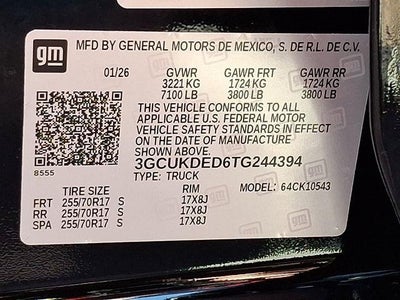 gm
MFD BY GENERAL MOTORS DE MEXICO, S. DE R.L. DE C.V.
01/26 GVWR GAWR FRT GAWR RR
3221 KG 1724 KG 1724 KG
7100 LB 3800 LB 3800 LB
THIS VEHICLE CONFORMS TO ALL
APPLICABLE U.S. FEDERAL MOTOR
VEHICLE SAFETY STANDARDS IN EFFECT
ON THE DATE OF MANUFACTURE
SHOWN ABOVE
8555
3GCUKDED6TG244394
TYPE: TRUCK MODEL: 64CK10543
TIRE SIZE RIM
FRT 255/70R17 S 17X8J
RR 255/70R17 S 17X8J
SPA 255/70R17 S 17X8J